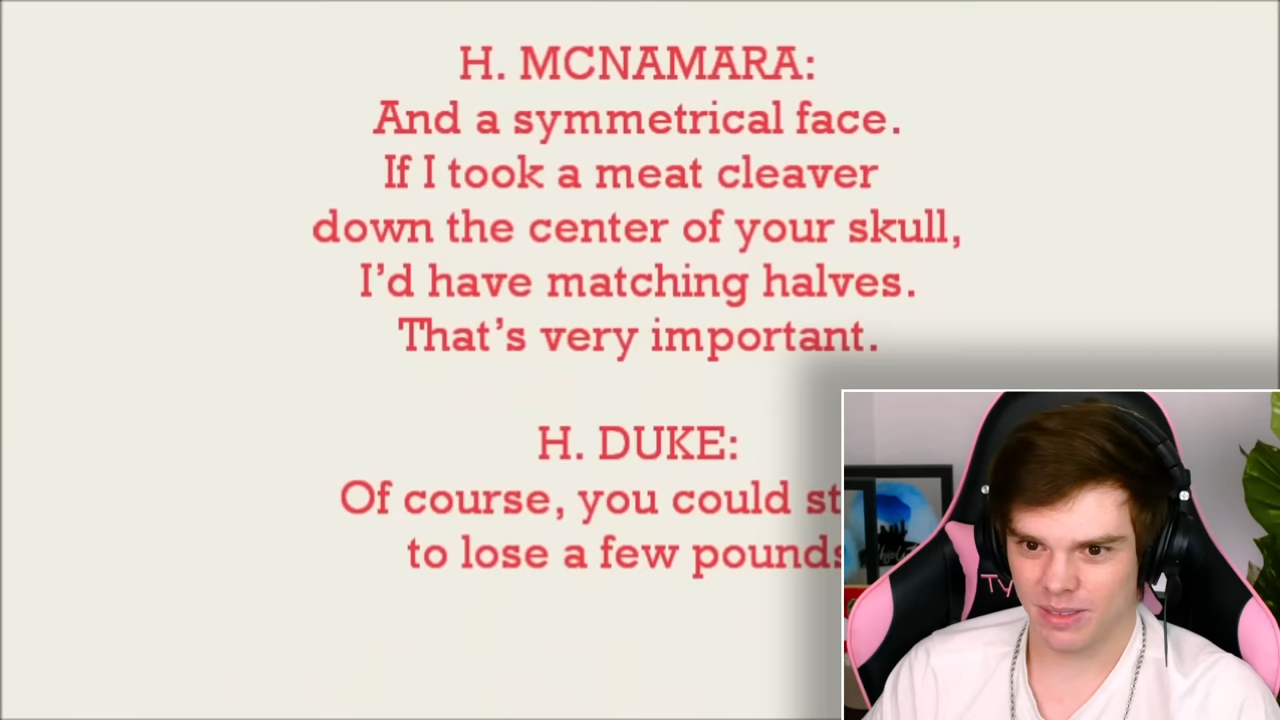 H. MCNAMARA:
And a symmetrical face.
If I took a meat cleaver
down the center of your skull,
I'd have matching halves.
That's very important.
H. DUKE:
Of course, you could
to lose a few pounds